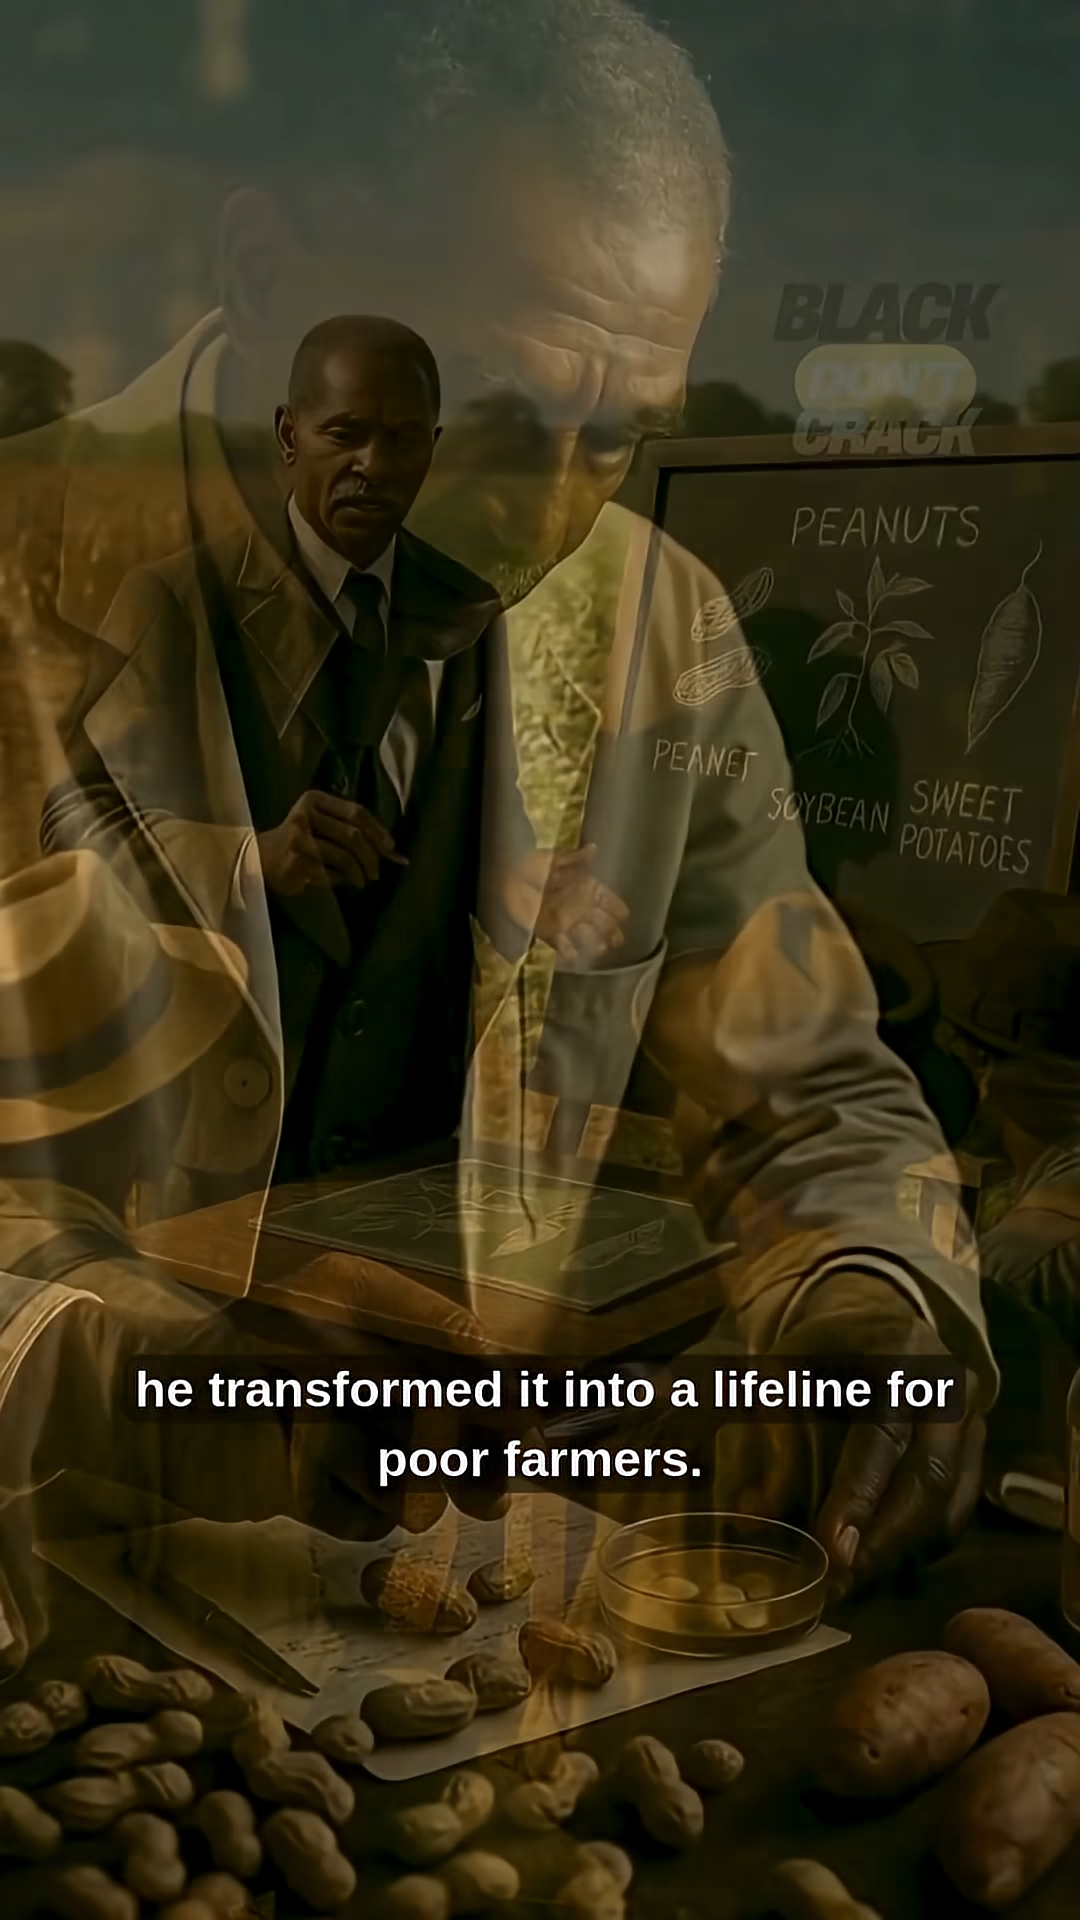 BLACK
DON'T
CRACK
PEANUTS
PEANET
SOYBEAN
SWEET
POTATOES
he transformed it into a lifeline for
poor farmers.